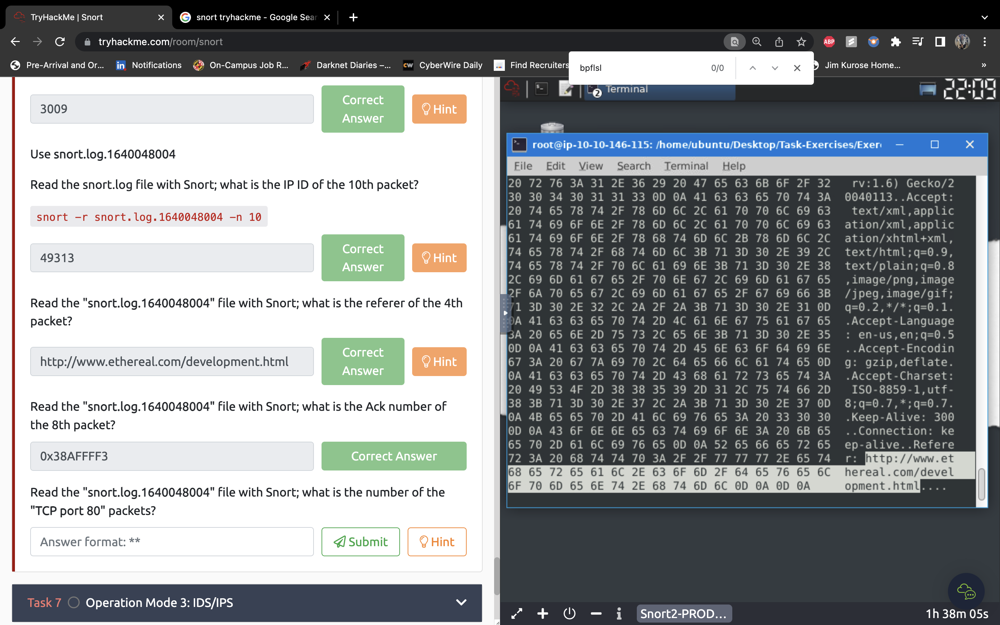 TryHackMe | Snort
snort tryhackme - Google Sear
tryhackme.com/room/snort
ABP
Pre-Arrival and Or...
in
Notifications
On-Campus Job R...
Darknet Diaries –...
CW
CyberWire Daily
Find Recruiters
Jim Kurose Home...
»
bpflsl
0/0
3009
Correct
Answer
Hint
Use snort.log.1640048004
Read the snort.log file with Snort; what is the IP ID of the 10th packet?
snort -r snort.log.1640048004 -n 10
49313
Correct
Answer
Hint
Read the "snort.log.1640048004" file with Snort; what is the referer of the 4th
packet?
http://www.ethereal.com/development.html
Correct
Answer
Hint
Read the "snort.log.1640048004" file with Snort; what is the Ack number of
the 8th packet?
0x38AFFFF3
Correct Answer
Read the "snort.log.1640048004" file with Snort; what is the number of the
"TCP port 80" packets?
Answer format: **
Submit
Hint
Task 7
Operation Mode 3: IDS/IPS
2
Terminal
22:09
root@ip-10-10-146-115: /home/ubuntu/Desktop/Task-Exercises/Exer
File Edit View Search Terminal Help
20 72 76 3A 31 2E 36 29 20 47 65 63 6B 6F 2F 32 rv:1.6) Gecko/2
30 30 34 30 31 31 33 0D 0A 41 63 63 65 70 74 3A 0040113..Accept:
20 74 65 78 74 2F 78 6D 6C 2C 61 70 70 6C 69 63 text/xml,applic
61 74 69 6F 6E 2F 78 6D 6C 2C 61 70 70 6C 69 63 ation/xml,applic
61 74 69 6F 6E 2F 78 68 74 6D 6C 2B 78 6D 6C 2C ation/xhtml+xml,
74 65 78 74 2F 68 74 6D 6C 3B 71 3D 30 2E 39 2C text/html;q=0.9,
74 65 78 74 2F 70 6C 61 69 6E 3B 71 3D 30 2E 38 text/plain;q=0.8
2C 69 6D 61 67 65 2F 70 6E 67 2C 69 6D 61 67 65 ,image/png,image
2F 6A 70 65 67 2C 69 6D 61 67 65 2F 67 69 66 3B /jpeg,image/gif;
71 3D 30 2E 32 2C 2A 2F 2A 3B 71 3D 30 2E 31 0D q=0.2,*/*;q=0.1.
0A 41 63 63 65 70 74 2D 4C 61 6E 67 75 61 67 65 .Accept-Language
3A 20 65 6E 2D 75 73 2C 65 6E 3B 71 3D 30 2E 35 : en-us,en;q=0.5
0D 0A 41 63 63 65 70 74 2D 45 6E 63 6F 64 69 6E ..Accept-Encodin
67 3A 20 67 7A 69 70 2C 64 65 66 6C 61 74 65 0D g: gzip,deflate.
0A 41 63 63 65 70 74 2D 43 68 61 72 73 65 74 3A .Accept-Charset:
20 49 53 4F 2D 38 38 35 39 2D 31 2C 75 74 66 2D ISO-8859-1,utf-
38 3B 71 3D 30 2E 37 2C 2A 3B 71 3D 30 2E 37 0D 8;q=0.7,*;q=0.7.
0A 4B 65 65 70 2D 41 6C 69 76 65 3A 20 33 30 30 .Keep-Alive: 300
0D 0A 43 6F 6E 6E 65 63 74 69 6F 6E 3A 20 6B 65 ..Connection: ke
65 70 2D 61 6C 69 76 65 0D 0A 52 65 66 65 72 65 ep-alive..Refere
72 3A 20 68 74 74 70 3A 2F 2F 77 77 77 2E 65 74 r: http://www.et
68 65 72 65 61 6C 2E 63 6F 6D 2F 64 65 76 65 6C hereal.com/devel
6F 70 6D 65 6E 74 2E 68 74 6D 6C 0D 0A 0D 0A opment.html....
Snort2-PROD...
1h 38m 05s